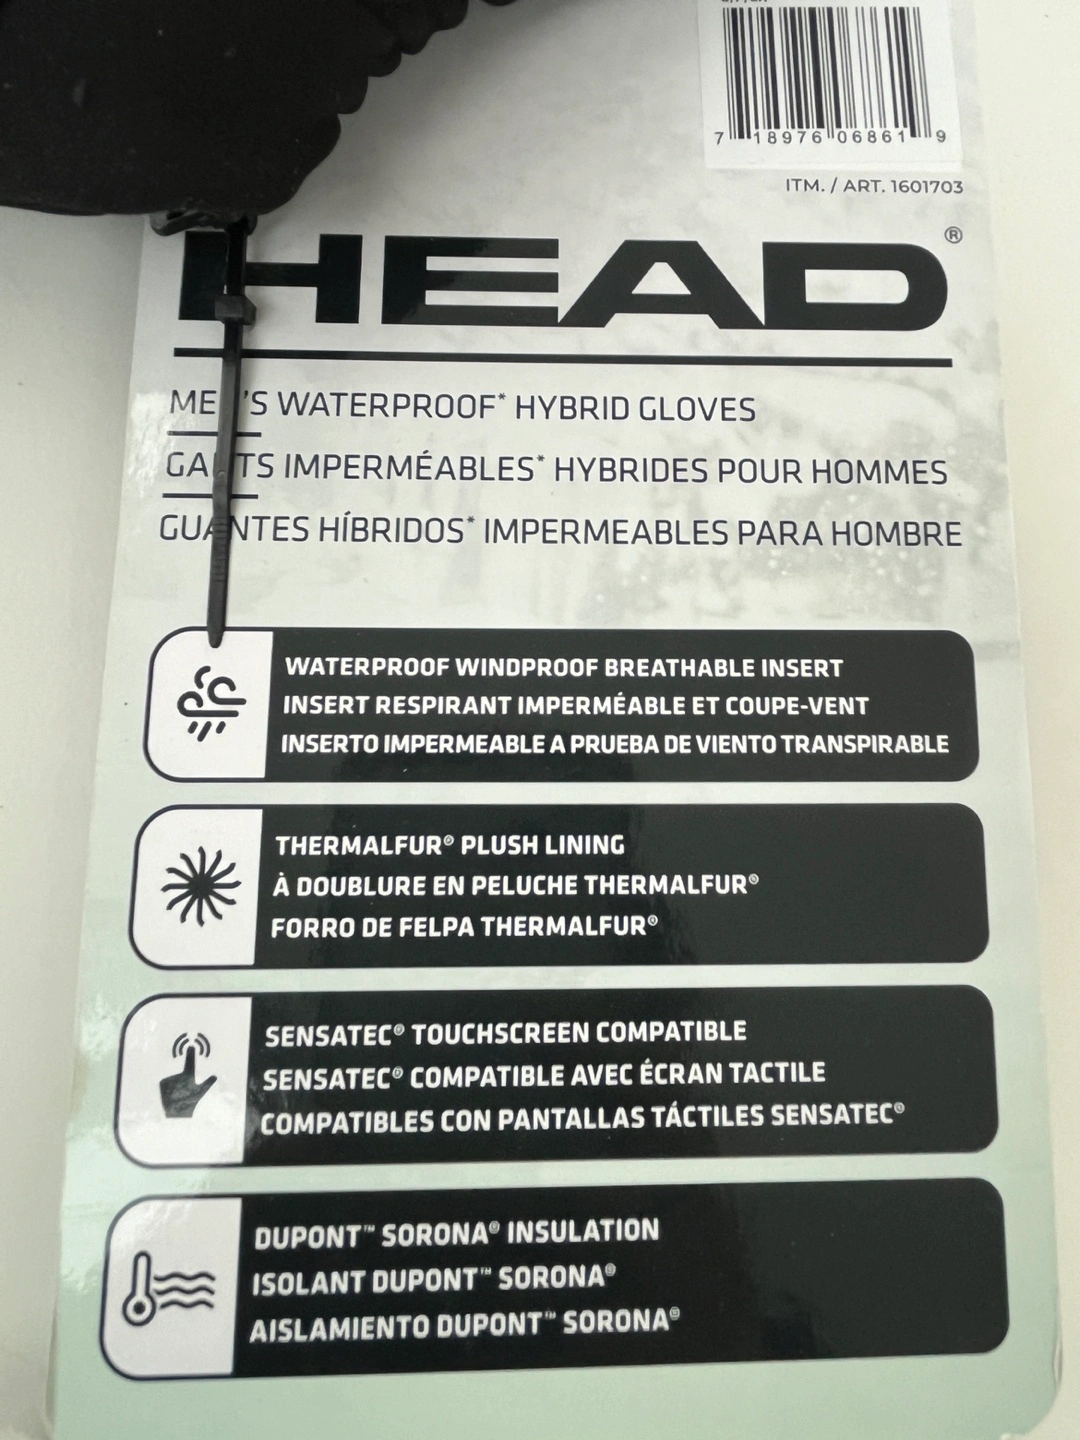 7 18976 06861 9
ITM. / ART. 1601703
HEAD®
MEN'S WATERPROOF* HYBRID GLOVES
GANTS IMPERMÉABLES* HYBRIDES POUR HOMMES
GUANTES HÍBRIDOS* IMPERMEABLES PARA HOMBRE
WATERPROOF WINDPROOF BREATHABLE INSERT
INSERT RESPIRANT IMPERMÉABLE ET COUPE-VENT
INSERTO IMPERMEABLE A PRUEBA DE VIENTO TRANSPIRABLE
THERMALFUR® PLUSH LINING
À DOUBLURE EN PELUCHE THERMALFUR®
FORRO DE FELPA THERMALFUR®
SENSATEC® TOUCHSCREEN COMPATIBLE
SENSATEC® COMPATIBLE AVEC ÉCRAN TACTILE
COMPATIBLES CON PANTALLAS TÁCTILES SENSATEC®
DUPONT™ SORONA® INSULATION
ISOLANT DUPONT™ SORONA®
AISLAMIENTO DUPONT™ SORONA®